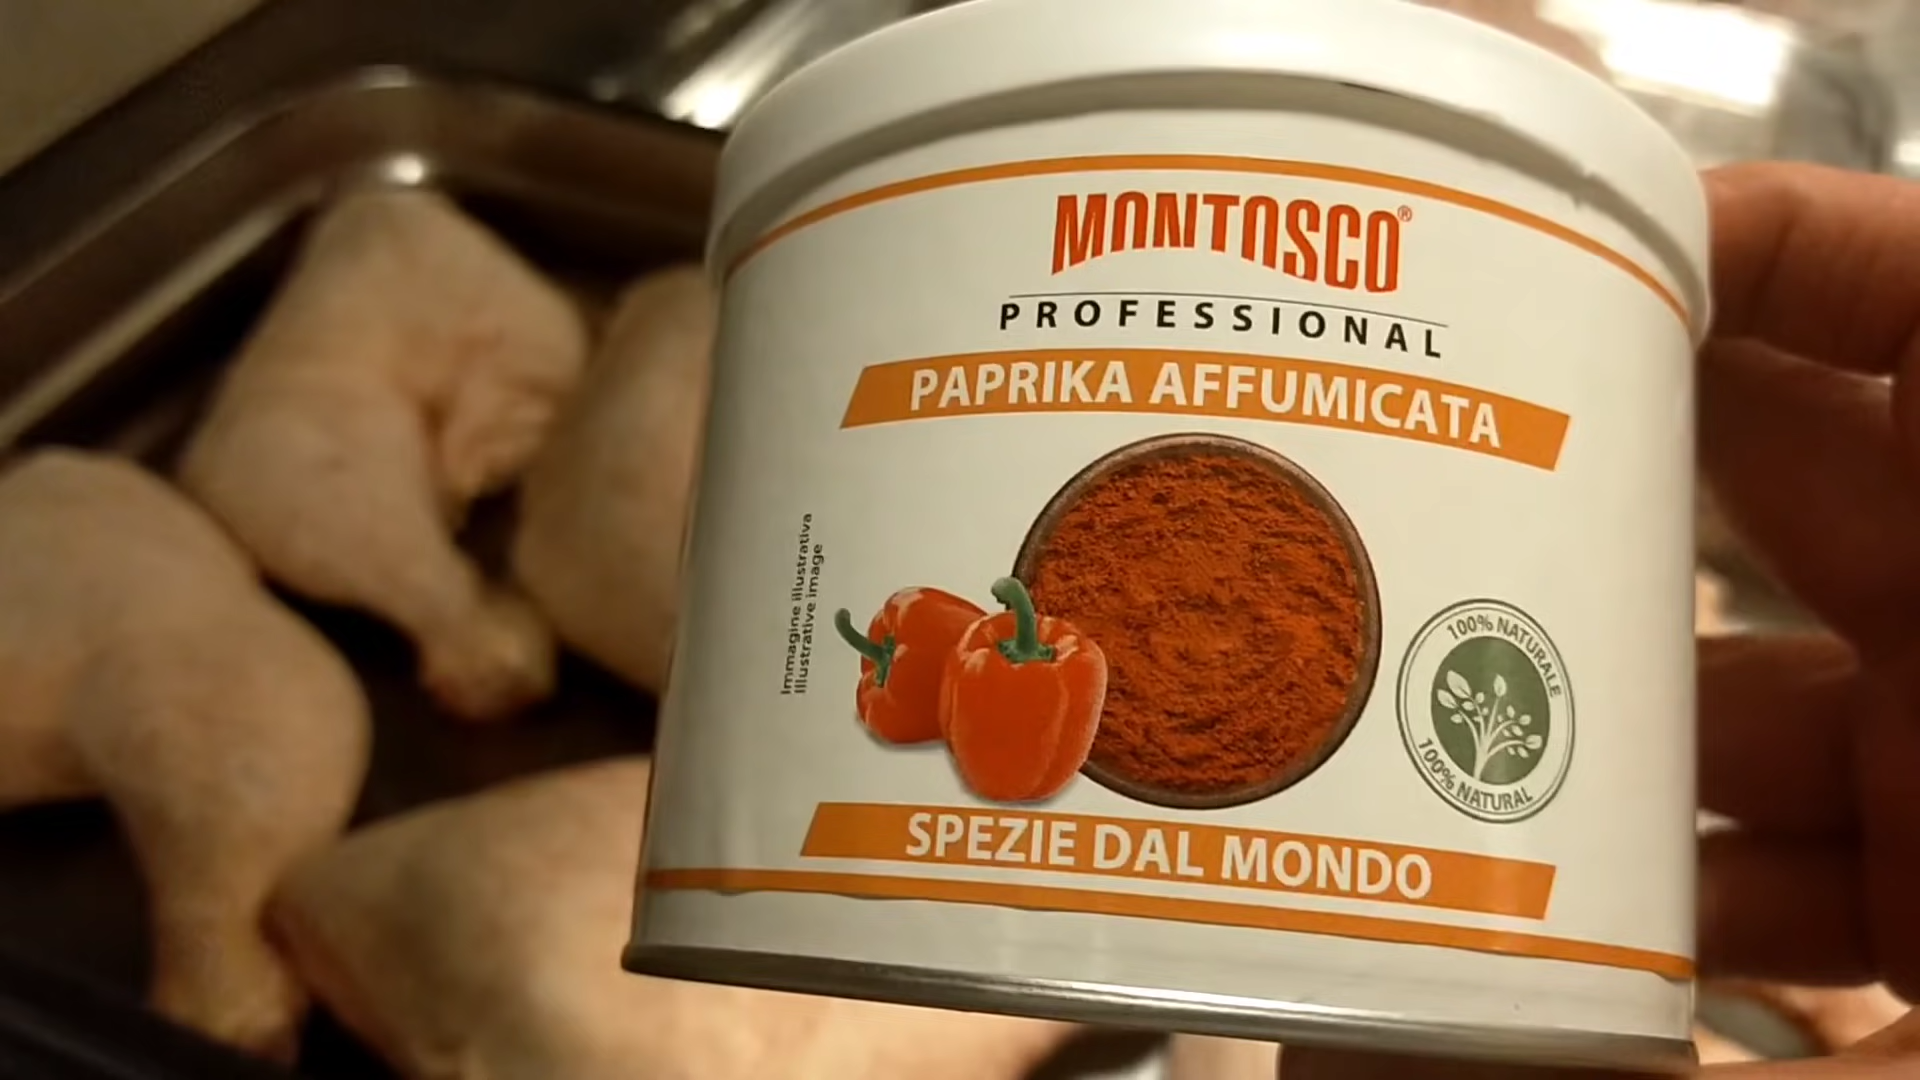 MONTOSCO®
PROFESSIONAL
PAPRIKA AFFUMICATA
Immagine illustrativa
Illustrative image
100% NATURALE
100% NATURAL
SPEZIE DAL MONDO